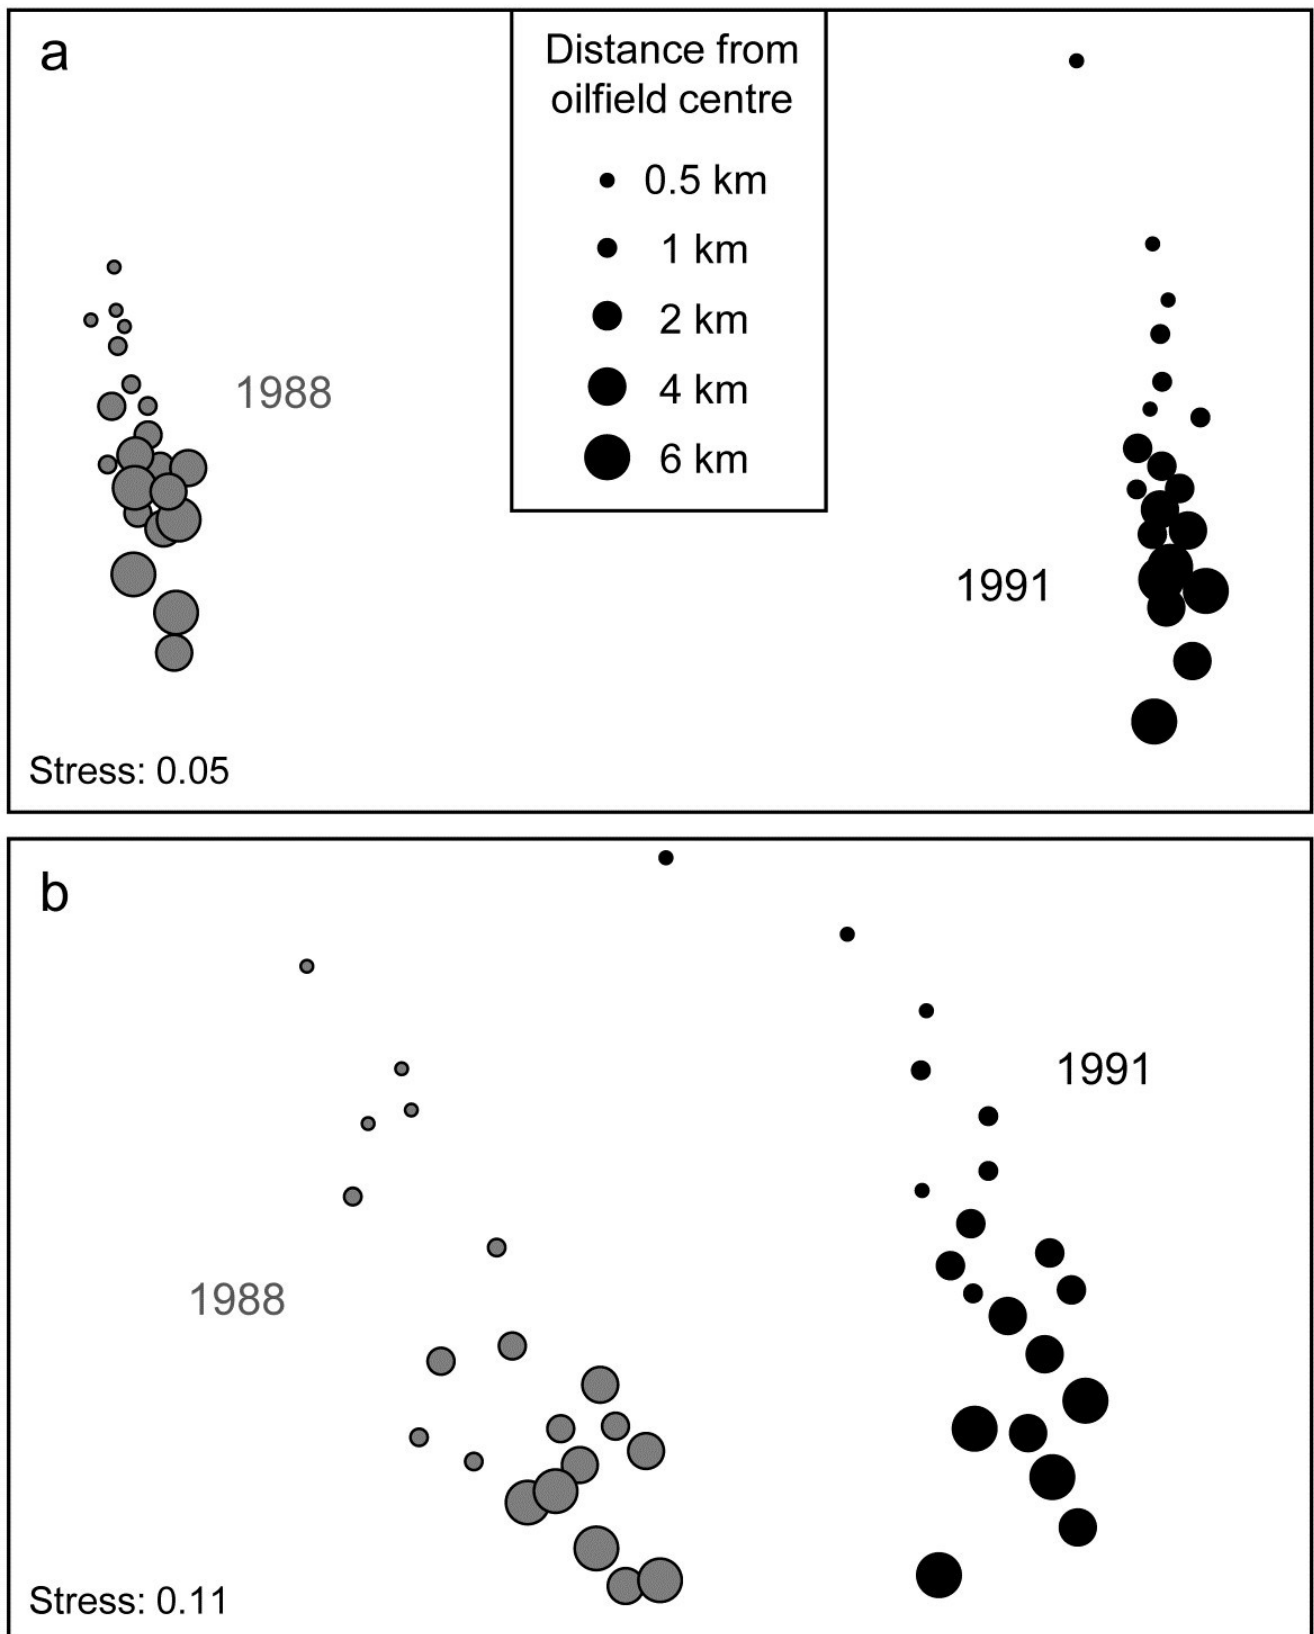 a
Distance from
oilfield centre
0.5 km
1 km
2 km
4 km
6 km
1988
1991
Stress: 0.05
b
1991
1988
Stress: 0.11